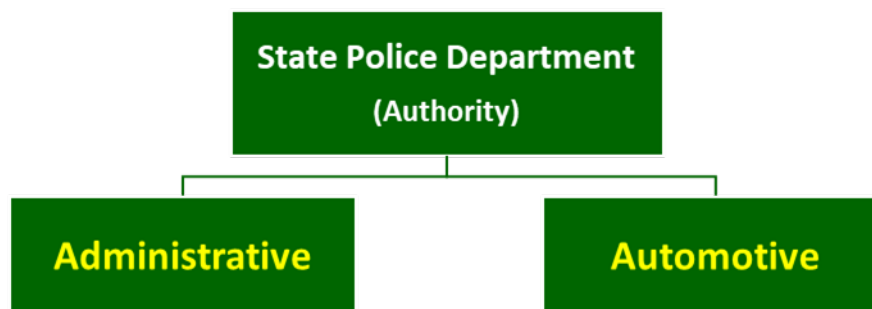 State Police Department
(Authority)
Administrative
Automotive